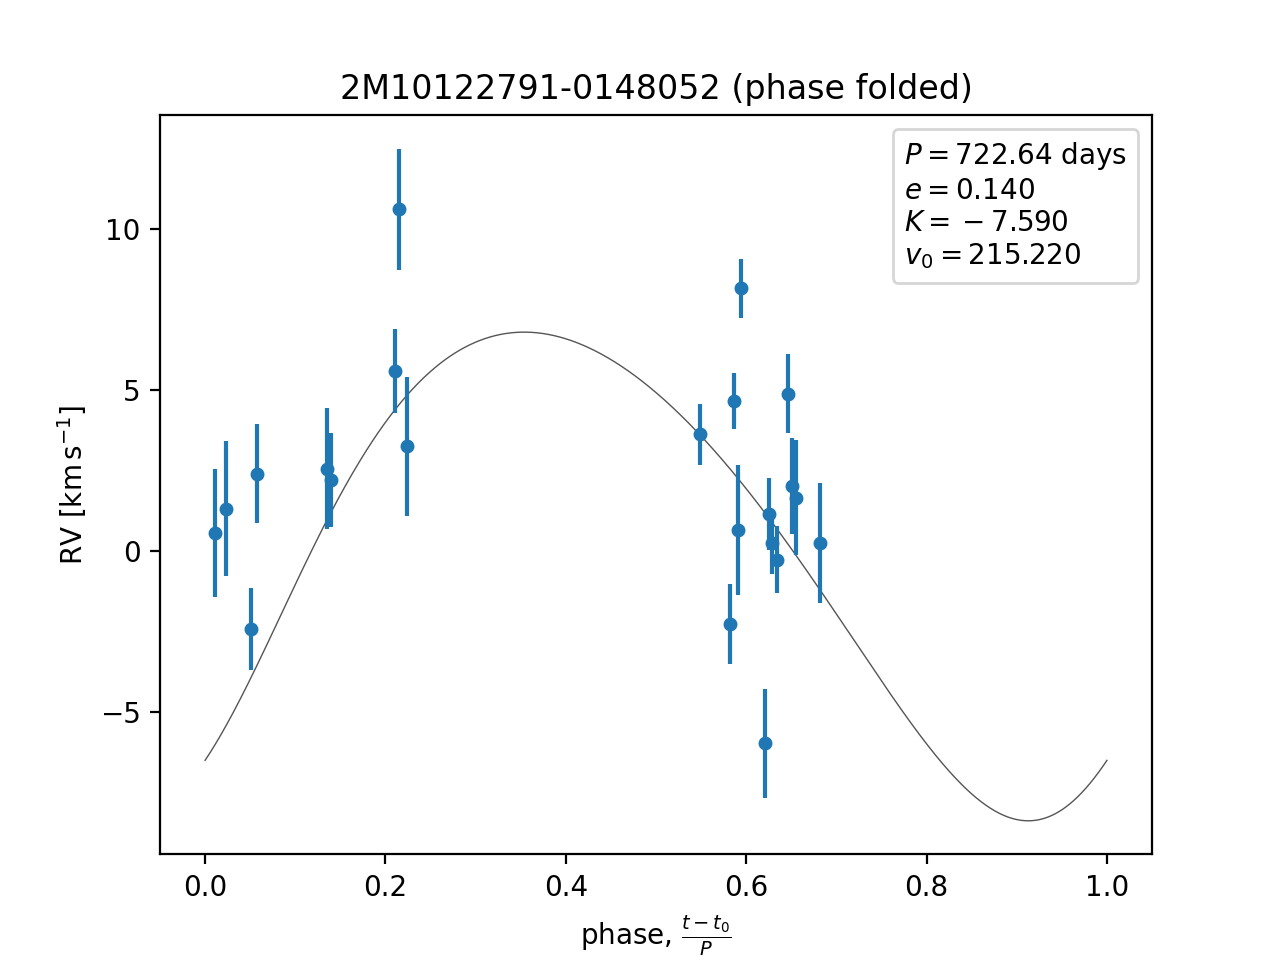 2M10122791-0148052 (phase folded)
P = 722.64 days
e = 0.140
K = −7.590
v₀ = 215.220
10
5
0
−5
RV [km s⁻¹]
0.0 0.2 0.4 0.6 0.8 1.0
phase, (t − t₀)/P